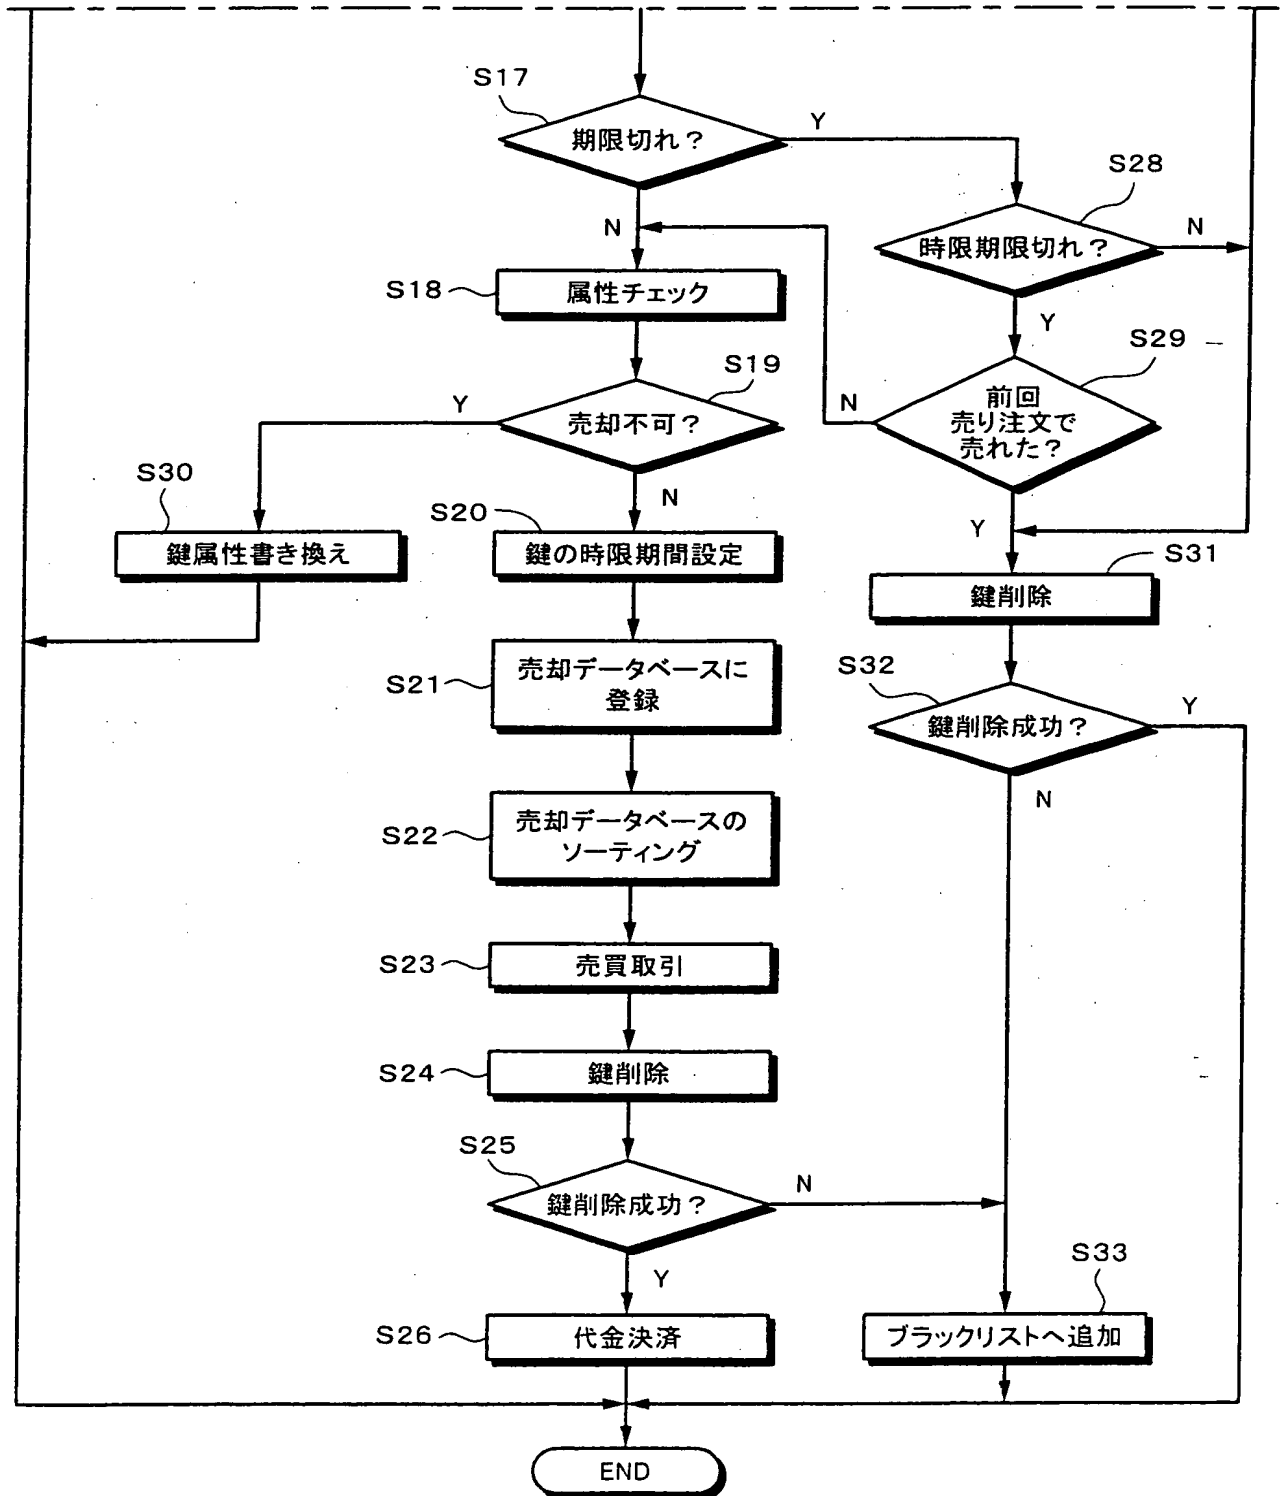 S17
期限切れ？
Y
N
S28
時限期限切れ？
N
Y
S18
属性チェック
S29
前回
売り注文で
売れた？
N
Y
S19
売却不可？
Y
N
S30
鍵属性書き換え
S20
鍵の時限期間設定
S31
鍵削除
S21
売却データベースに
登録
S32
鍵削除成功？
Y
N
S22
売却データベースの
ソーティング
S23
売買取引
S24
鍵削除
S25
鍵削除成功？
N
Y
S26
代金決済
S33
ブラックリストへ追加
END